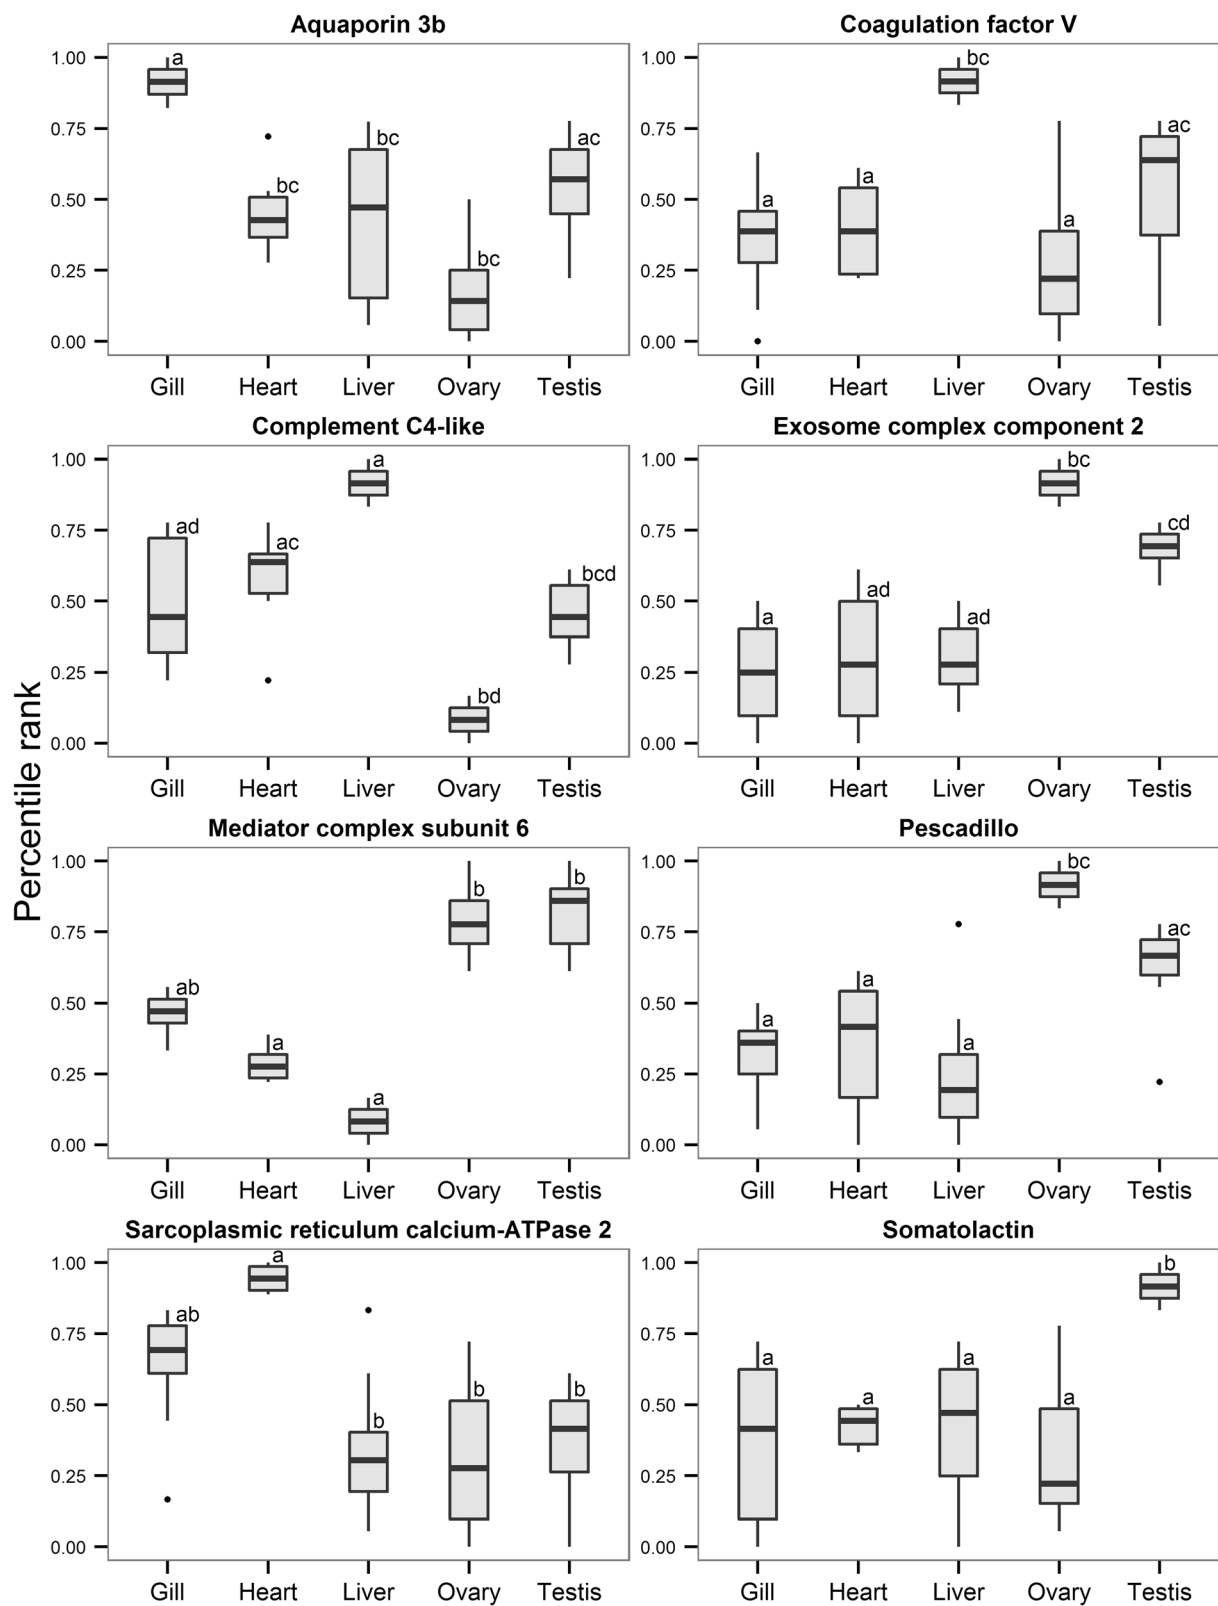 Percentile rank
Aquaporin 3b
1.00
0.75
0.50
0.25
0.00
a
bc
bc
bc
ac
Gill Heart Liver Ovary Testis
Coagulation factor V
1.00
0.75
0.50
0.25
0.00
a
a
bc
a
ac
Gill Heart Liver Ovary Testis
Complement C4-like
1.00
0.75
0.50
0.25
0.00
ad
ac
a
bd
bcd
Gill Heart Liver Ovary Testis
Exosome complex component 2
1.00
0.75
0.50
0.25
0.00
a
ad
ad
bc
cd
Gill Heart Liver Ovary Testis
Mediator complex subunit 6
1.00
0.75
0.50
0.25
0.00
ab
a
a
b
b
Gill Heart Liver Ovary Testis
Pescadillo
1.00
0.75
0.50
0.25
0.00
a
a
a
bc
ac
Gill Heart Liver Ovary Testis
Sarcoplasmic reticulum calcium-ATPase 2
1.00
0.75
0.50
0.25
0.00
ab
a
b
b
b
Gill Heart Liver Ovary Testis
Somatolactin
1.00
0.75
0.50
0.25
0.00
a
a
a
a
b
Gill Heart Liver Ovary Testis